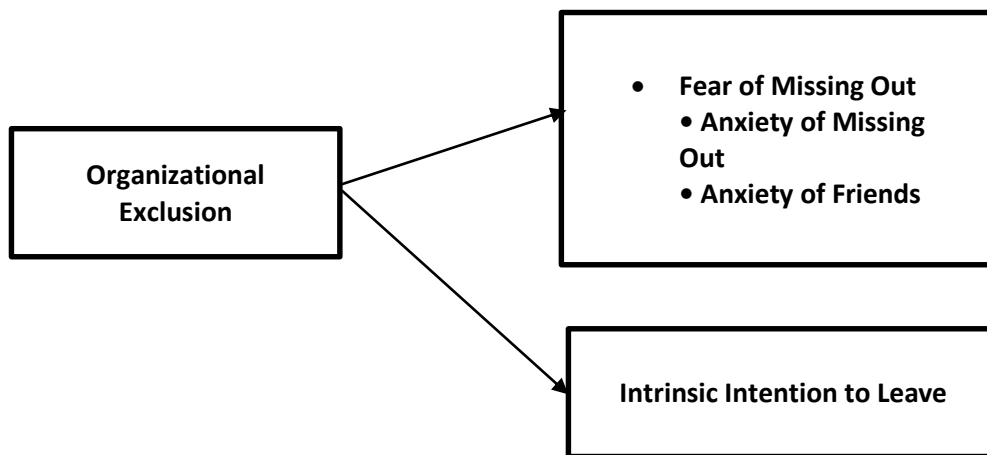 Organizational
Exclusion
• Fear of Missing Out
• Anxiety of Missing
Out
• Anxiety of Friends
Intrinsic Intention to Leave